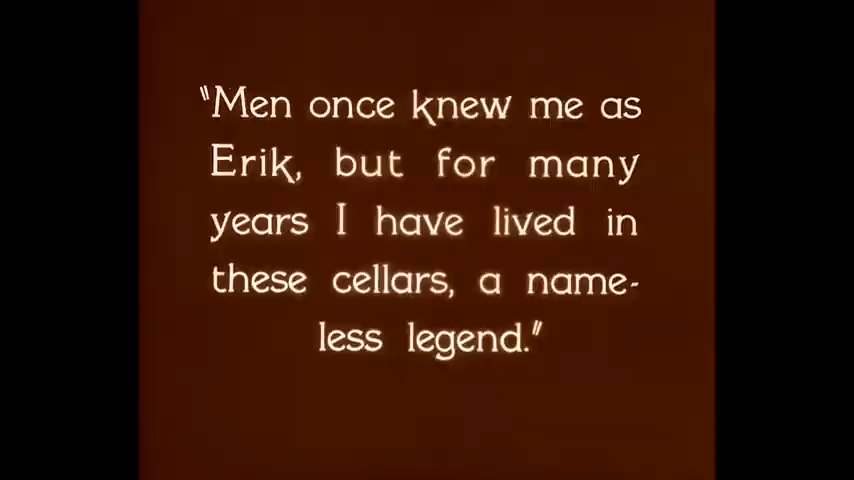 "Men once knew me as
Erik, but for many
years I have lived in
these cellars, a name-
less legend."